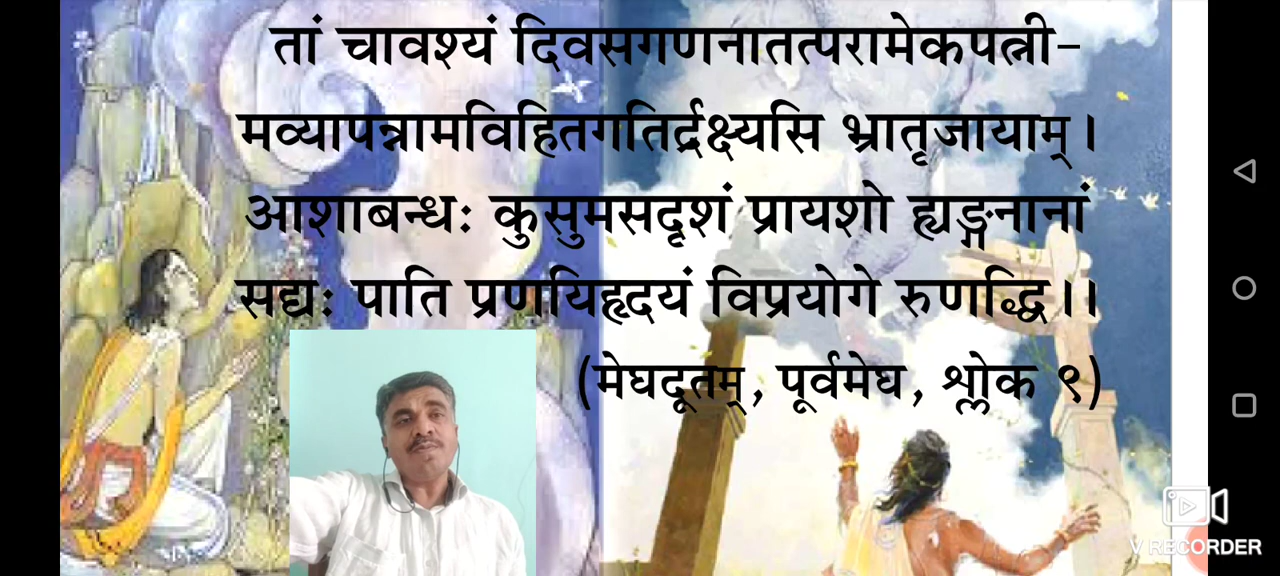 तां चावश्यं दिवसगणनातत्परामेकपत्नी-
मव्यापन्नामविहितगतिर्द्रक्ष्यसि भ्रातृजायाम्।
आशाबन्धः कुसुमसदृशं प्रायशो ह्यङ्गनानां
सद्यः पाति प्रणयिहृदयं विप्रयोगे रुणद्धि।।
(मेघदूतम्, पूर्वमेघ, श्लोक ९)
V RECORDER